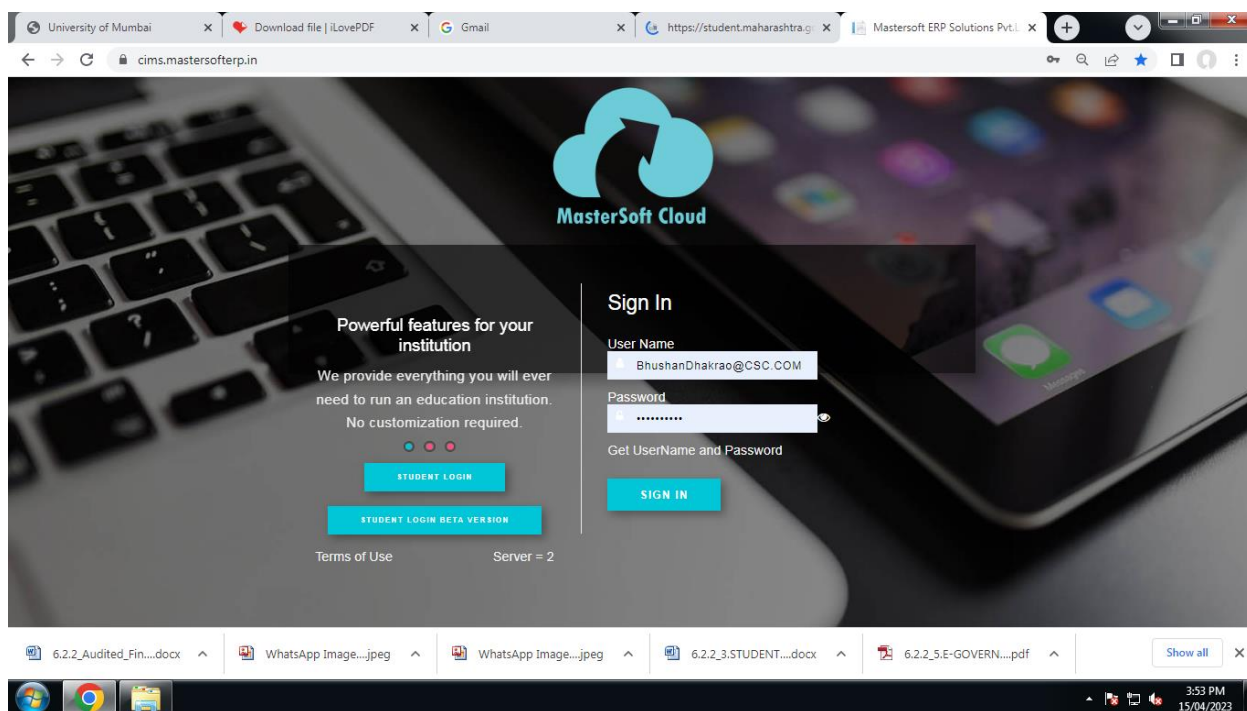 University of Mumbai
Download file | iLovePDF
Gmail
https://student.maharashtra.g
Mastersoft ERP Solutions Pvt.L
cims.mastersofterp.in
MasterSoft Cloud
Powerful features for your
institution
We provide everything you will ever
need to run an education institution.
No customization required.
STUDENT LOGIN
STUDENT LOGIN BETA VERSION
Terms of Use
Server = 2
Sign In
User Name
BhushanDhakrao@CSC.COM
Password
••••••••••
Get UserName and Password
SIGN IN
Messages
6.2.2_Audited_Fin....docx
WhatsApp Image....jpeg
WhatsApp Image....jpeg
6.2.2_3.STUDENT....docx
6.2.2_5.E-GOVERN....pdf
Show all
3:53 PM
15/04/2023